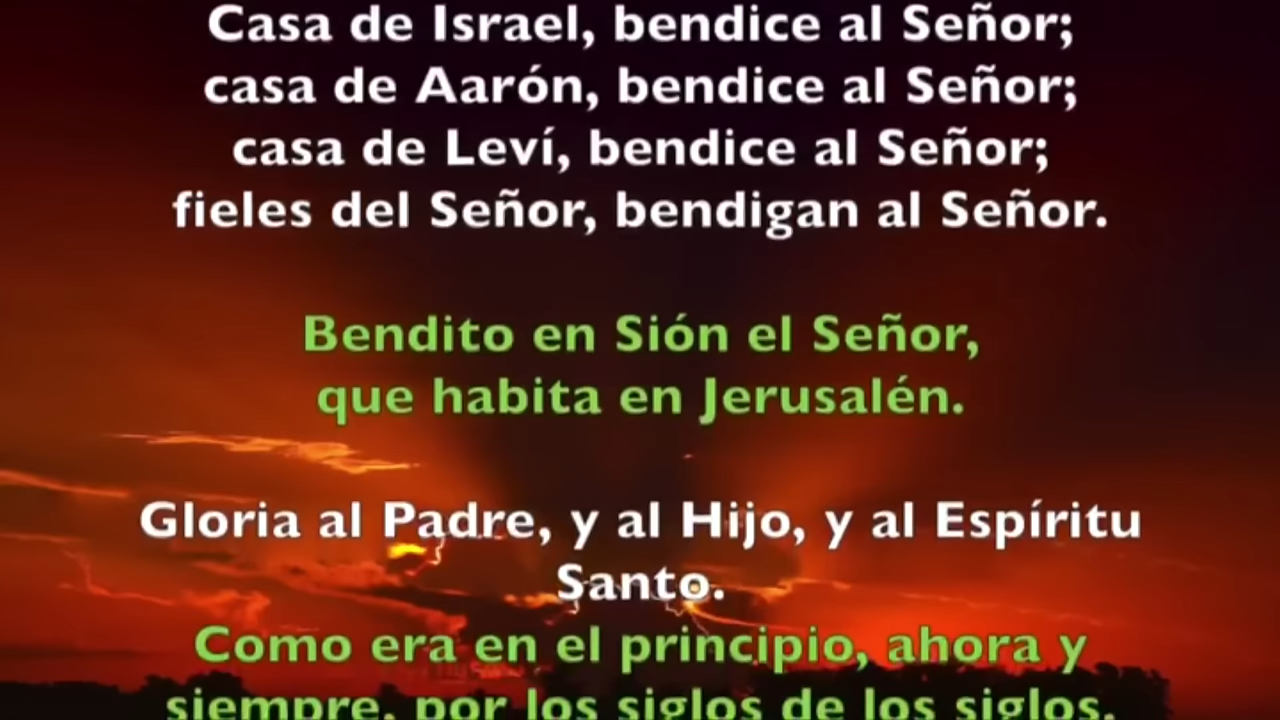 Casa de Israel, bendice al Señor;
casa de Aarón, bendice al Señor;
casa de Leví, bendice al Señor;
fieles del Señor, bendigan al Señor.
Bendito en Sión el Señor,
que habita en Jerusalén.
Gloria al Padre, y al Hijo, y al Espíritu
Santo.
Como era en el principio, ahora y
siempre, por los siglos de los siglos.